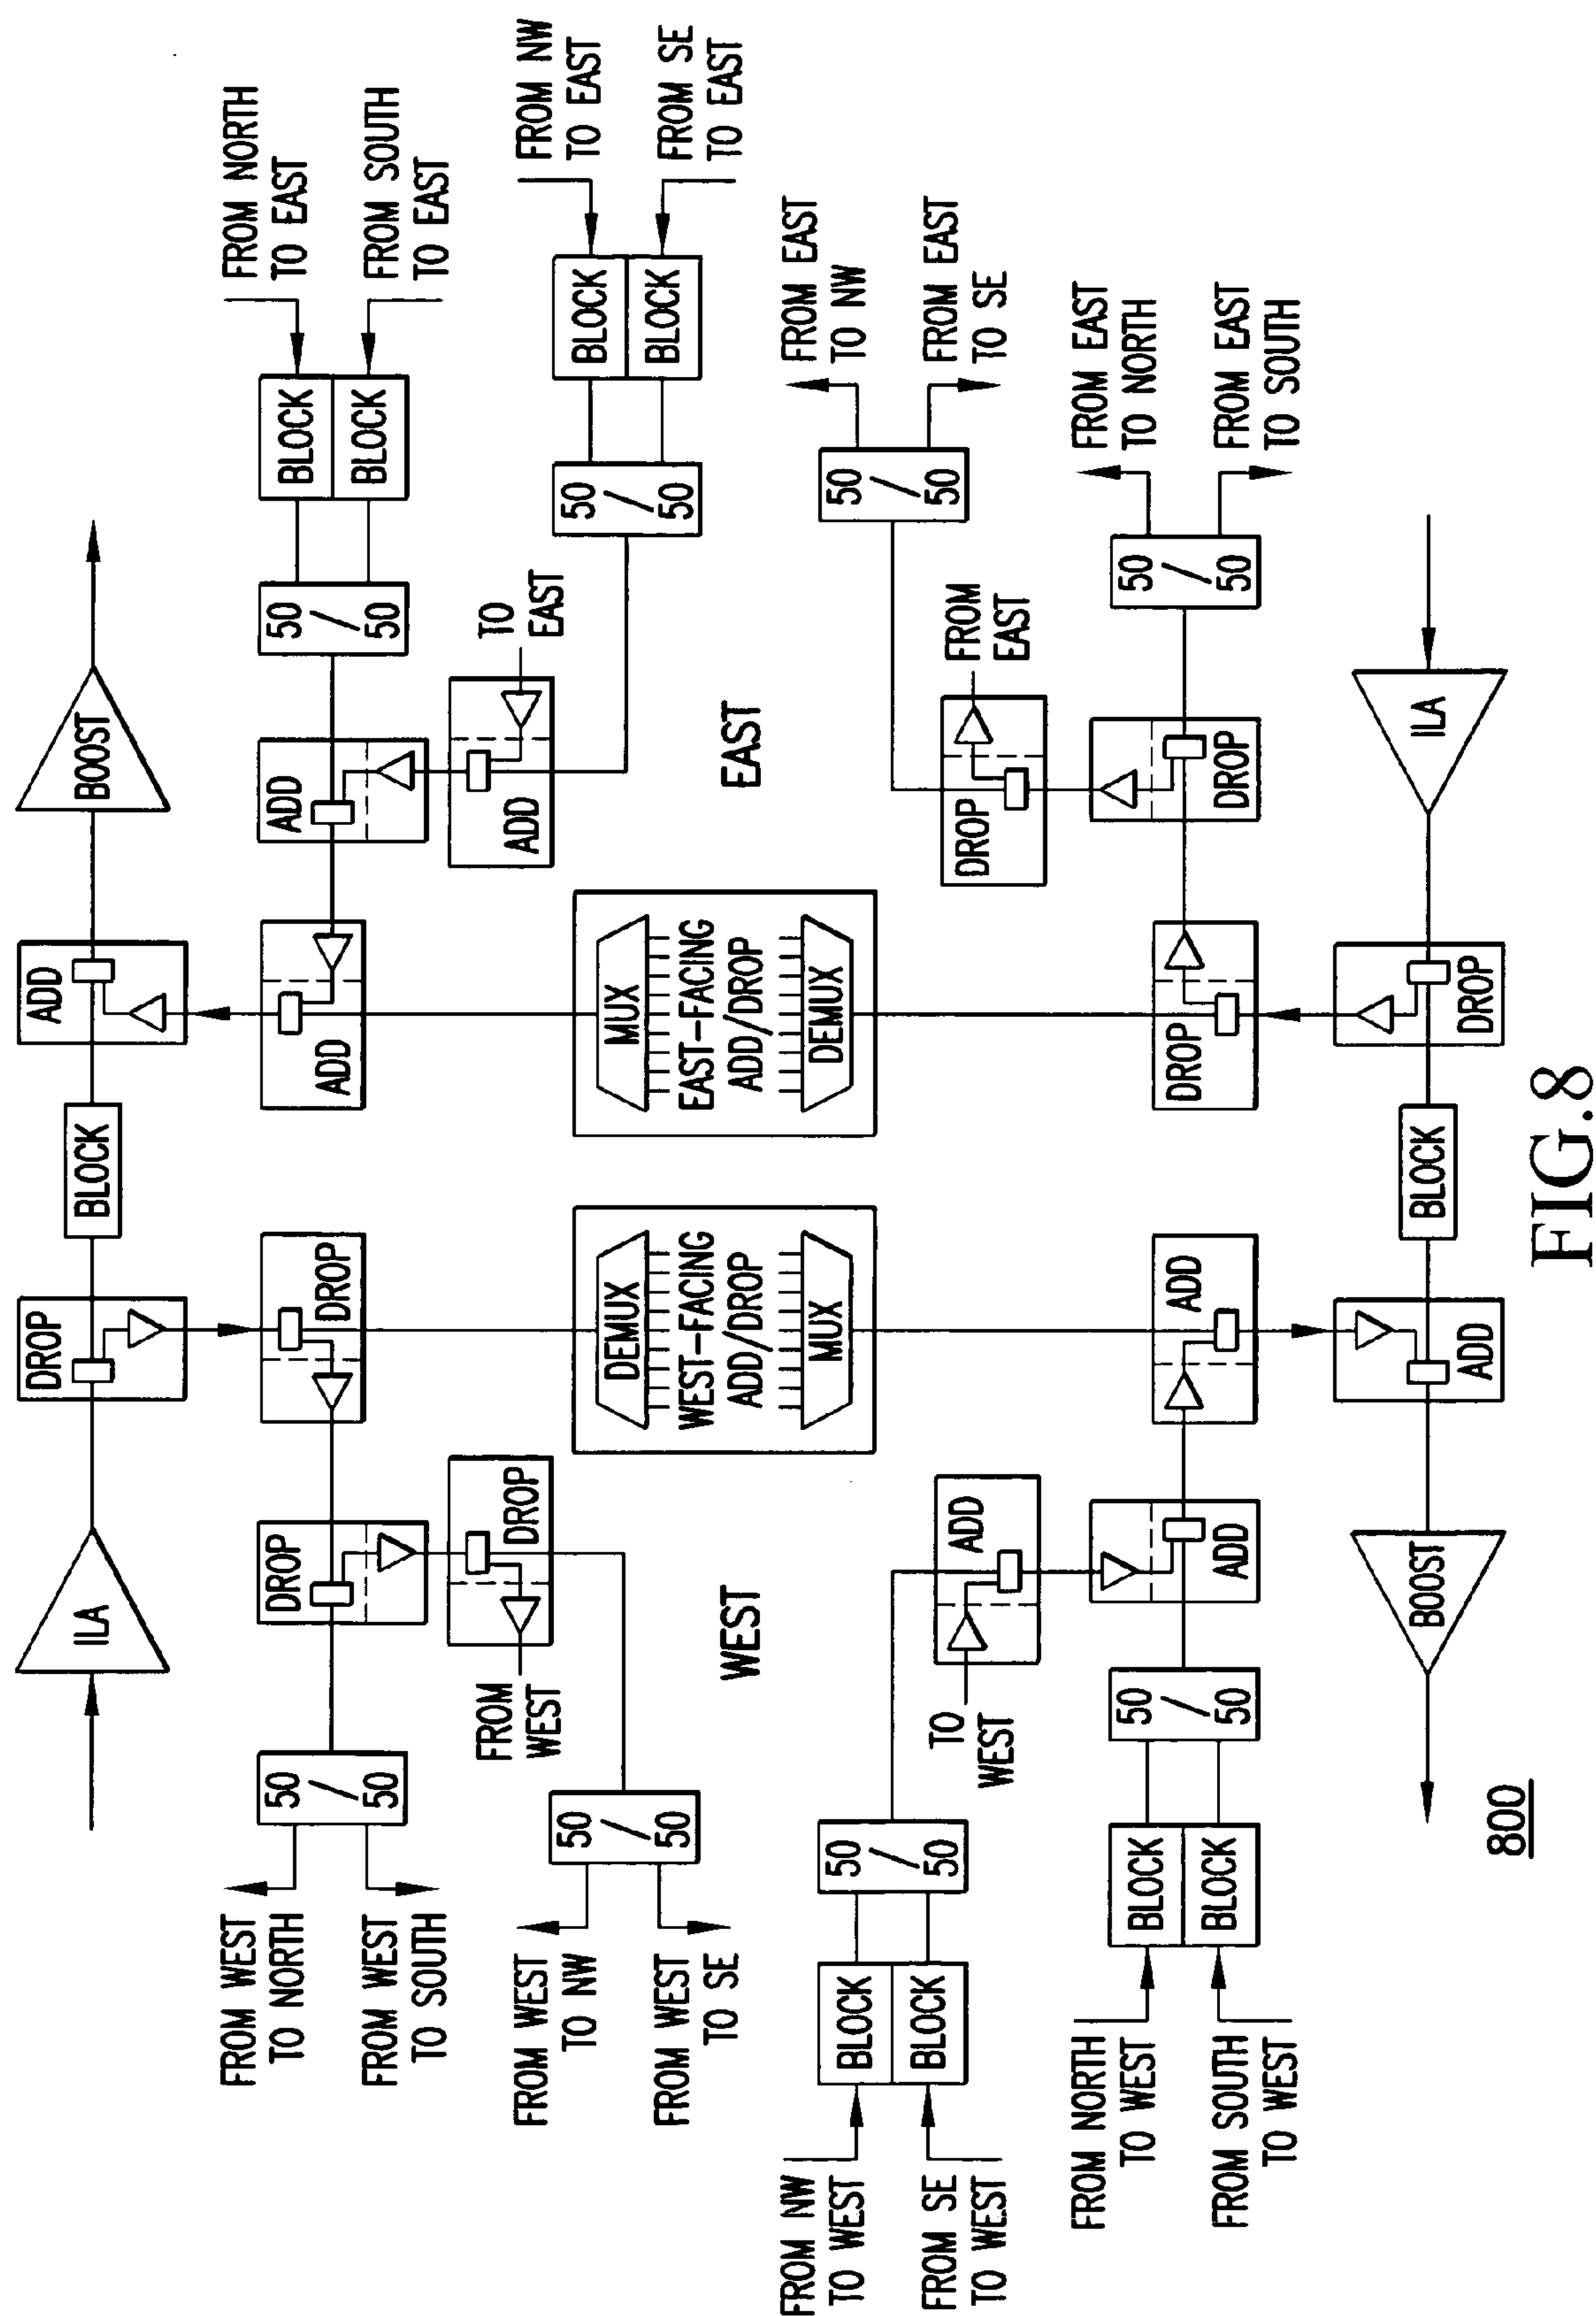 ILA
DROP
BLOCK
ADD
BOOST
FROM WEST
TO NORTH
FROM WEST
TO SOUTH
50
/
50
DROP
DROP
ADD
ADD
50
/
50
BLOCK
BLOCK
FROM NORTH
TO EAST
FROM SOUTH
TO EAST
FROM WEST
TO NW
FROM WEST
TO SE
50
/
50
FROM
WEST
DROP
ADD
TO
EAST
50
/
50
BLOCK
BLOCK
FROM NW
TO EAST
FROM SE
TO EAST
WEST
DEMUX
WEST-FACING
ADD/DROP
MUX
MUX
EAST-FACING
ADD/DROP
DEMUX
EAST
FROM NW
TO WEST
FROM SE
TO WEST
BLOCK
BLOCK
50
/
50
TO
WEST
ADD
DROP
FROM
EAST
50
/
50
FROM EAST
TO NW
FROM EAST
TO SE
FROM NORTH
TO WEST
FROM SOUTH
TO WEST
BLOCK
BLOCK
50
/
50
ADD
ADD
DROP
DROP
50
/
50
FROM EAST
TO NORTH
FROM EAST
TO SOUTH
BOOST
ADD
BLOCK
DROP
ILA
800
FIG.8